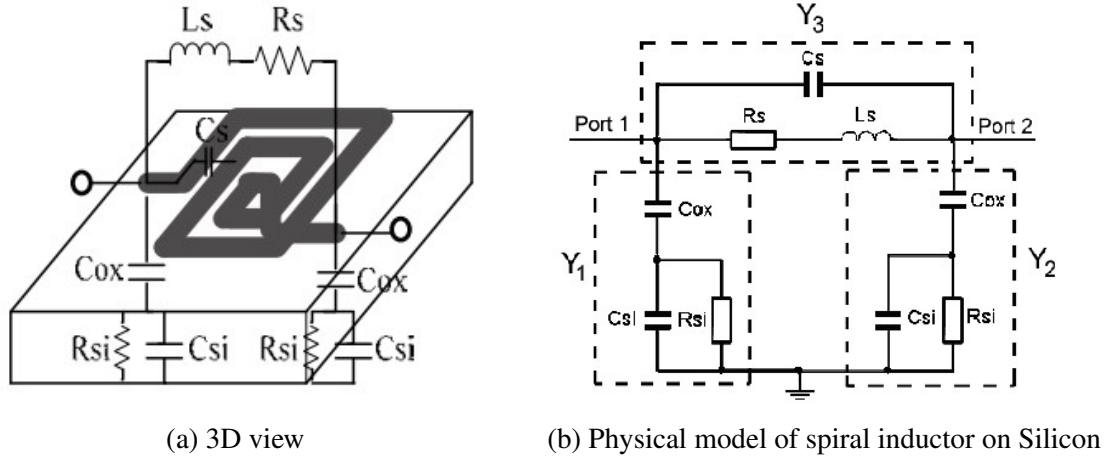 Ls Rs
Cs
Cox Cox
Rsi Csi Rsi Csi
(a) 3D view
Y3
Cs
Port 1 Rs Ls Port 2
Cox Cox
Y1 Y2
Csi Rsi Csi Rsi
(b) Physical model of spiral inductor on Silicon